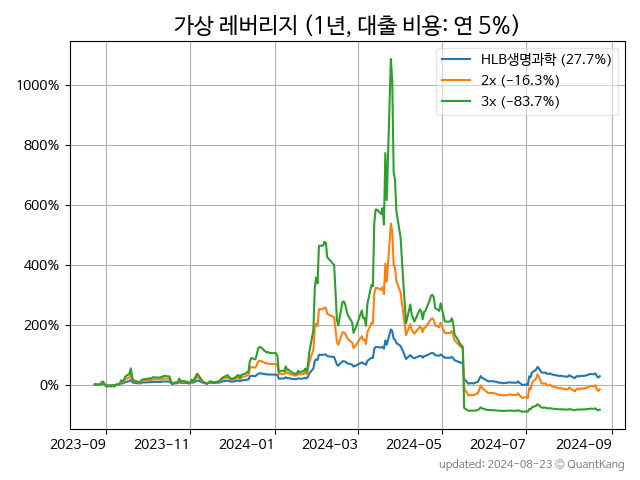 가상 레버리지 (1년, 대출 비용: 연 5%)
HLB생명과학 (27.7%)
2x (−16.3%)
3x (−83.7%)
1000%
800%
600%
400%
200%
0%
2023-09 2023-11 2024-01 2024-03 2024-05 2024-07 2024-09
updated: 2024-08-23 © QuantKang